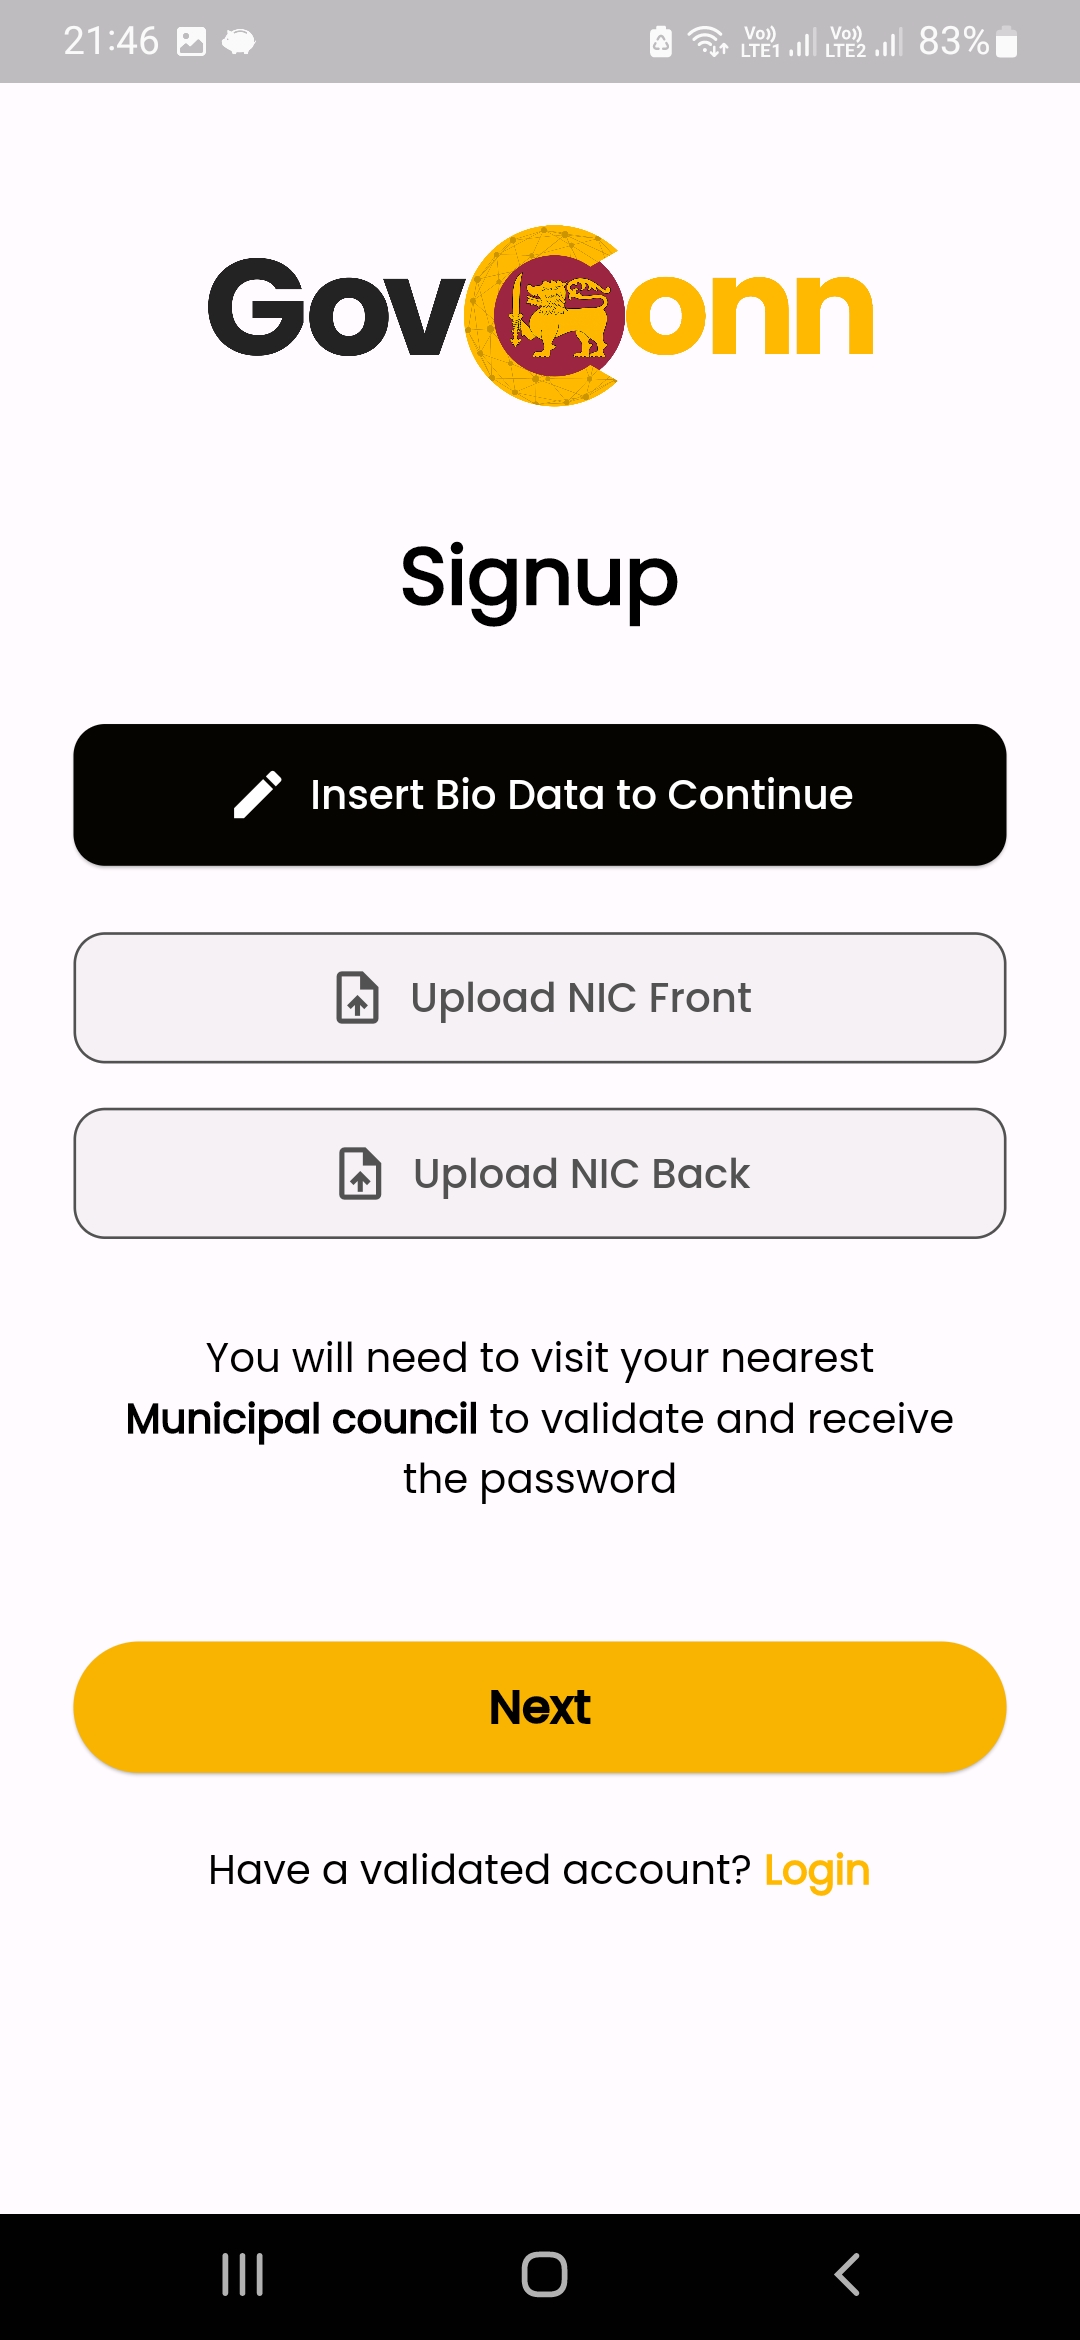 21:46 Vo)) LTE1 Vo)) LTE2 83%
GovConn
Signup
Insert Bio Data to Continue
Upload NIC Front
Upload NIC Back
You will need to visit your nearest
Municipal council to validate and receive
the password
Next
Have a validated account? Login